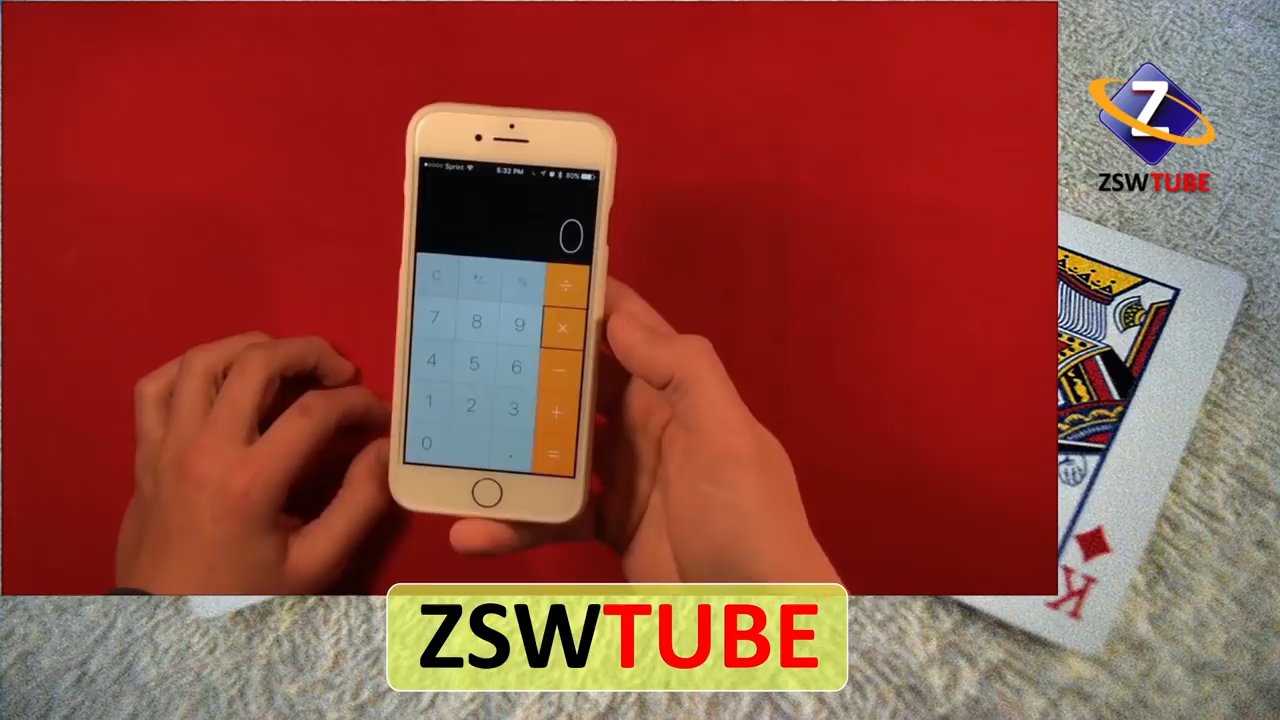 Sprint 5:32 PM 80%
0
C +/- % ÷
7 8 9 ×
4 5 6 −
1 2 3 +
0 . =
Z
ZSWTUBE
K
ZSWTUBE